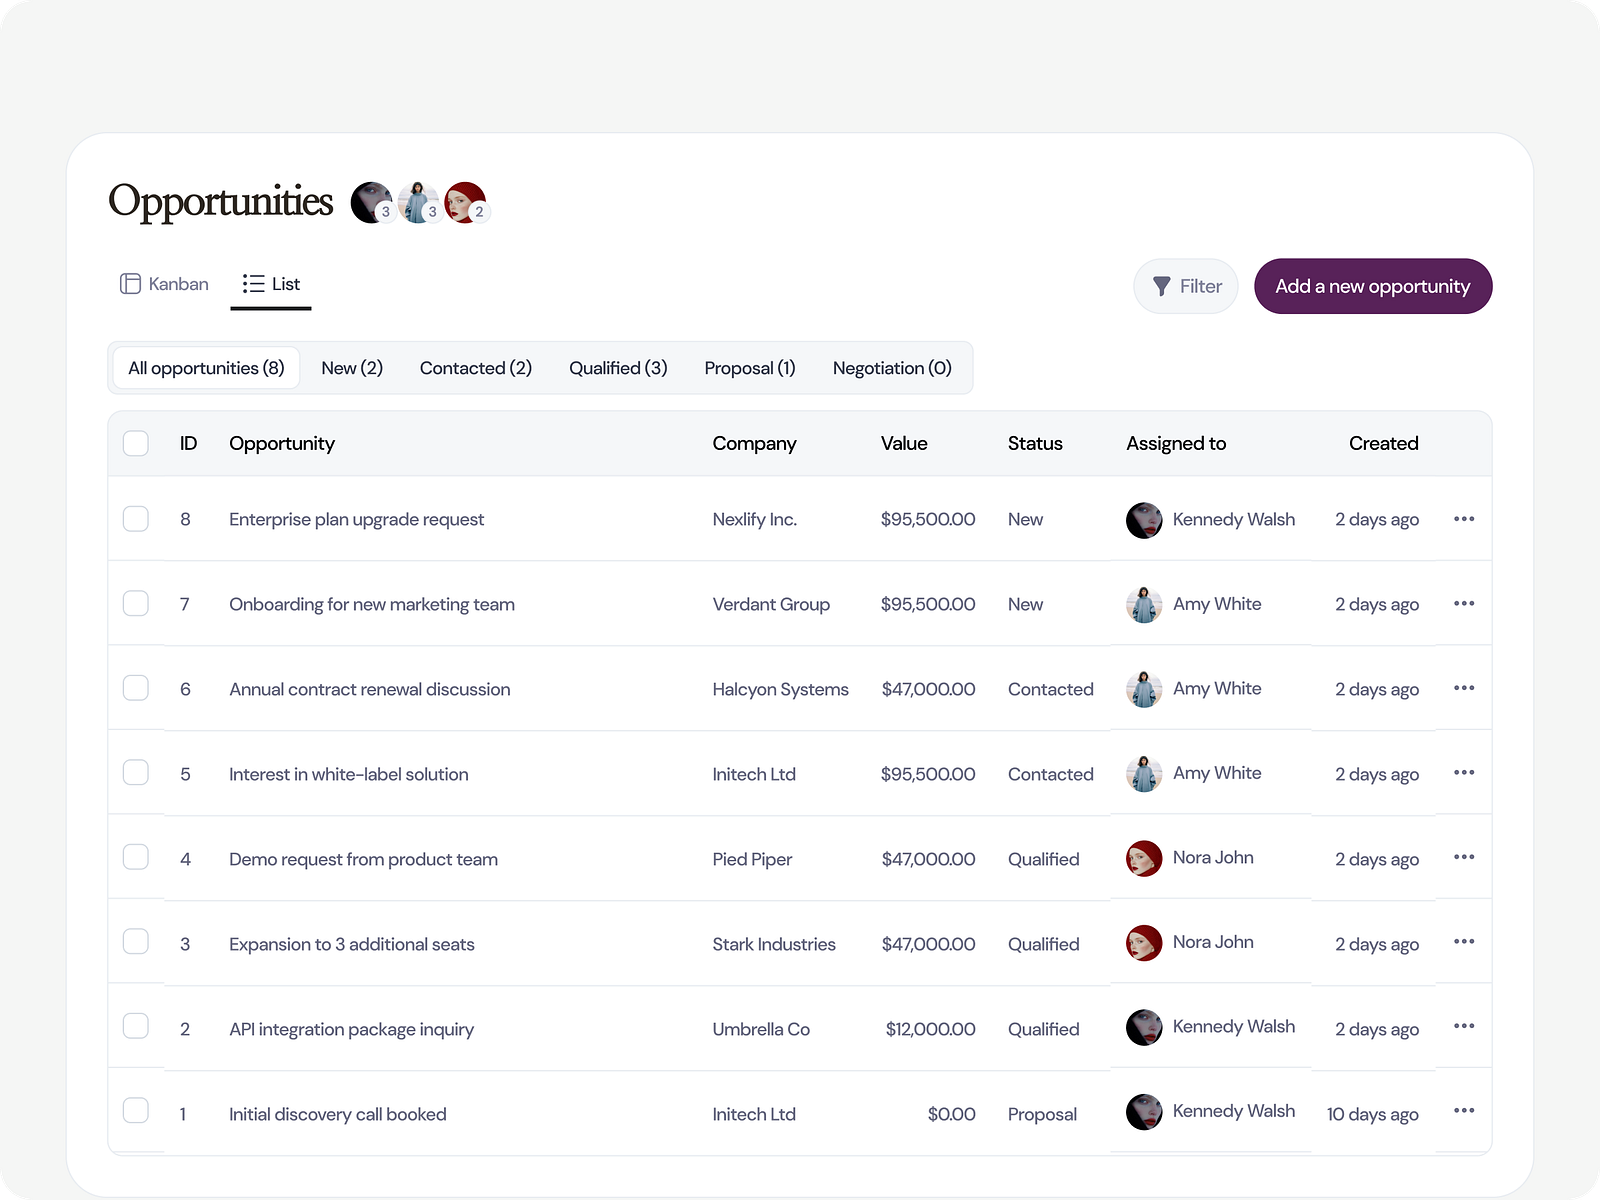 Opportunities 3 3 2
Kanban List Filter Add a new opportunity
All opportunities (8) New (2) Contacted (2) Qualified (3) Proposal (1) Negotiation (0)
ID Opportunity Company Value Status Assigned to Created
8 Enterprise plan upgrade request Nexlify Inc. $95,500.00 New Kennedy Walsh 2 days ago
7 Onboarding for new marketing team Verdant Group $95,500.00 New Amy White 2 days ago
6 Annual contract renewal discussion Halcyon Systems $47,000.00 Contacted Amy White 2 days ago
5 Interest in white-label solution Initech Ltd $95,500.00 Contacted Amy White 2 days ago
4 Demo request from product team Pied Piper $47,000.00 Qualified Nora John 2 days ago
3 Expansion to 3 additional seats Stark Industries $47,000.00 Qualified Nora John 2 days ago
2 API integration package inquiry Umbrella Co $12,000.00 Qualified Kennedy Walsh 2 days ago
1 Initial discovery call booked Initech Ltd $0.00 Proposal Kennedy Walsh 10 days ago